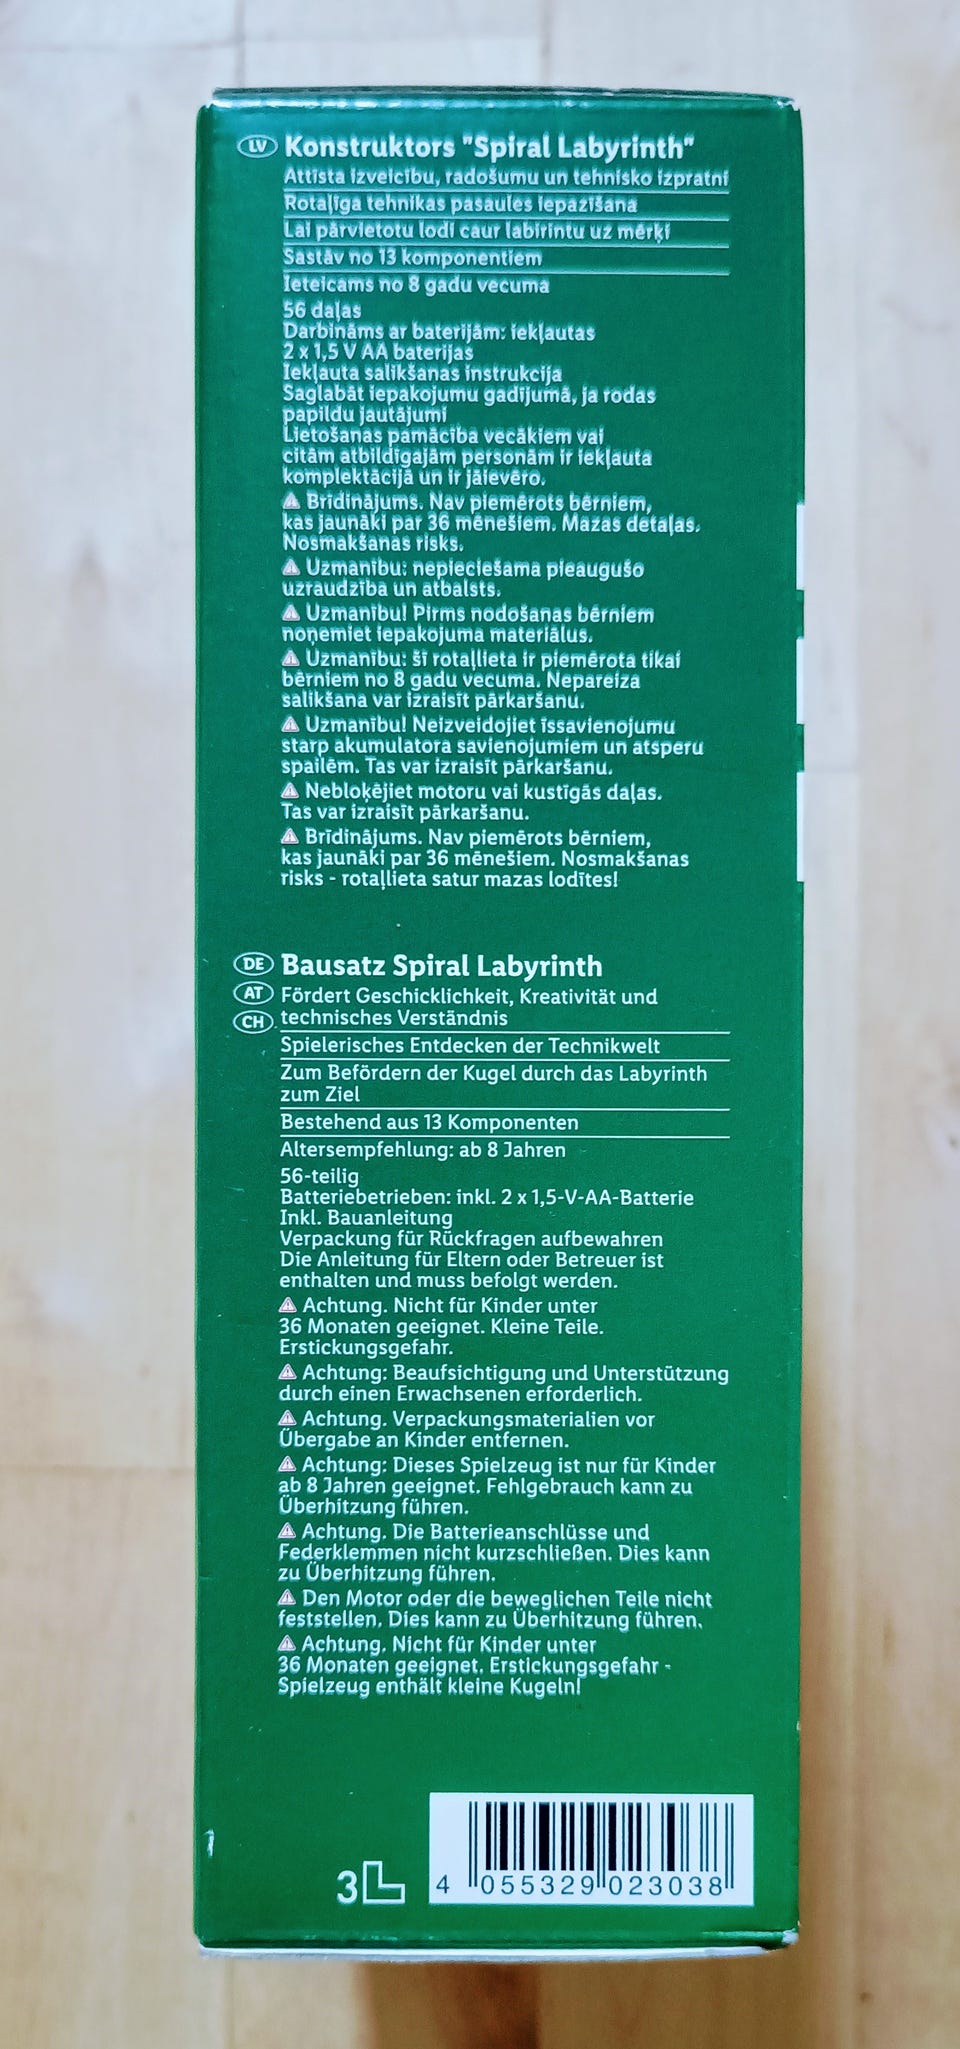 LV Konstruktors "Spiral Labyrinth"
Attīsta izveicību, radošumu un tehnisko izpratni
Rotaļīga tehnikas pasaules iepazīšana
Lai pārvietotu lodi caur labirintu uz mērķi
Sastāv no 13 komponentiem
Ieteicams no 8 gadu vecuma
56 daļas
Darbināms ar baterijām: iekļautas
2 x 1,5 V AA baterijas
Iekļauta salikšanas instrukcija
Saglabāt iepakojumu gadījumā, ja rodas
papildu jautājumi
Lietošanas pamācība vecākiem vai
citām atbildīgajām personām ir iekļauta
komplektācijā un ir jāievēro.
⚠ Brīdinājums. Nav piemērots bērniem,
kas jaunāki par 36 mēnešiem. Mazas detaļas.
Nosmakšanas risks.
⚠ Uzmanību: nepieciešama pieaugušo
uzraudzība un atbalsts.
⚠ Uzmanību! Pirms nodošanas bērniem
noņemiet iepakojuma materiālus.
⚠ Uzmanību: šī rotaļlieta ir piemērota tikai
bērniem no 8 gadu vecuma. Nepareiza
salikšana var izraisīt pārkaršanu.
⚠ Uzmanību! Neizveidojiet īssavienojumu
starp akumulatora savienojumiem un atsperu
spailēm. Tas var izraisīt pārkaršanu.
⚠ Nebloķējiet motoru vai kustīgās daļas.
Tas var izraisīt pārkaršanu.
⚠ Brīdinājums. Nav piemērots bērniem,
kas jaunāki par 36 mēnešiem. Nosmakšanas
risks - rotaļlieta satur mazas lodītes!
DE Bausatz Spiral Labyrinth
AT Fördert Geschicklichkeit, Kreativität und
CH technisches Verständnis
Spielerisches Entdecken der Technikwelt
Zum Befördern der Kugel durch das Labyrinth
zum Ziel
Bestehend aus 13 Komponenten
Altersempfehlung: ab 8 Jahren
56-teilig
Batteriebetrieben: inkl. 2 x 1,5-V-AA-Batterie
Inkl. Bauanleitung
Verpackung für Rückfragen aufbewahren
Die Anleitung für Eltern oder Betreuer ist
enthalten und muss befolgt werden.
⚠ Achtung. Nicht für Kinder unter
36 Monaten geeignet. Kleine Teile.
Erstickungsgefahr.
⚠ Achtung: Beaufsichtigung und Unterstützung
durch einen Erwachsenen erforderlich.
⚠ Achtung. Verpackungsmaterialien vor
Übergabe an Kinder entfernen.
⚠ Achtung: Dieses Spielzeug ist nur für Kinder
ab 8 Jahren geeignet. Fehlgebrauch kann zu
Überhitzung führen.
⚠ Achtung. Die Batterieanschlüsse und
Federklemmen nicht kurzschließen. Dies kann
zu Überhitzung führen.
⚠ Den Motor oder die beweglichen Teile nicht
feststellen. Dies kann zu Überhitzung führen.
⚠ Achtung. Nicht für Kinder unter
36 Monaten geeignet. Erstickungsgefahr -
Spielzeug enthält kleine Kugeln!
3L
4 055329 023038